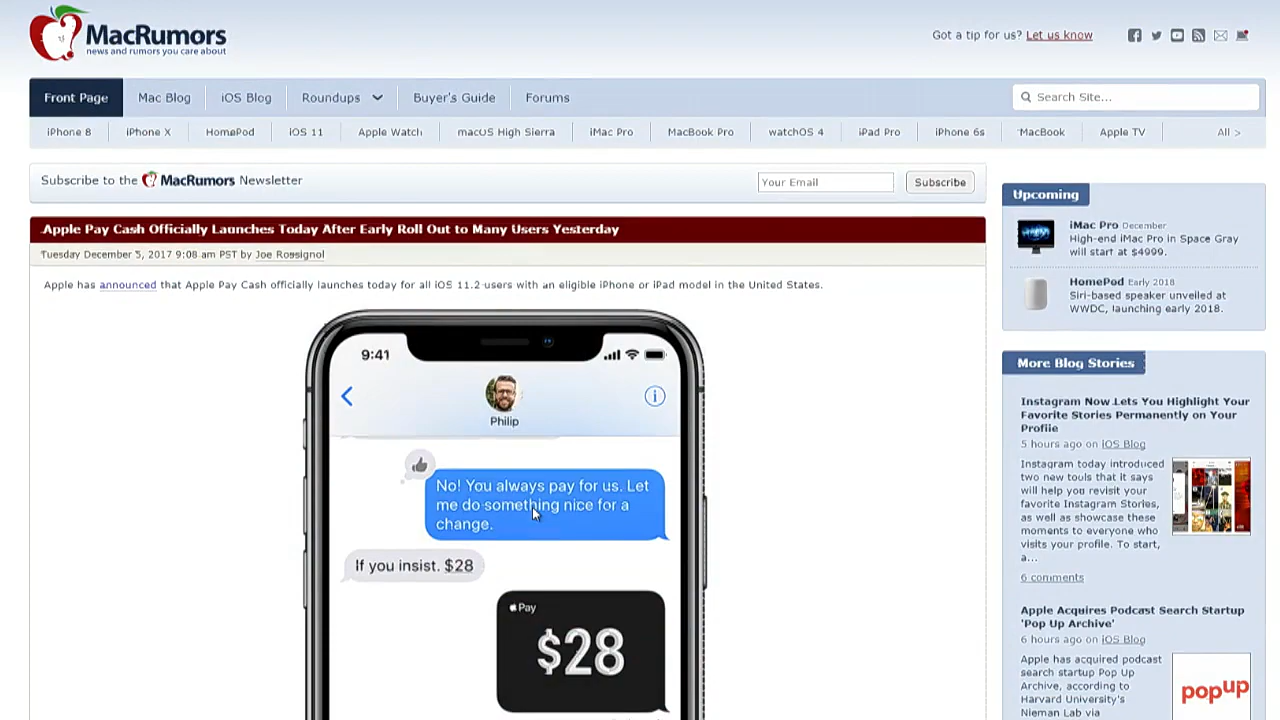 MacRumors
news and rumors you care about
Got a tip for us? Let us know
Front Page
Mac Blog
iOS Blog
Roundups
Buyer's Guide
Forums
Search Site...
iPhone 8
iPhone X
HomePod
iOS 11
Apple Watch
macOS High Sierra
iMac Pro
MacBook Pro
watchOS 4
iPad Pro
iPhone 6s
MacBook
Apple TV
All >
Subscribe to the MacRumors Newsletter
Your Email
Subscribe
Apple Pay Cash Officially Launches Today After Early Roll Out to Many Users Yesterday
Tuesday December 5, 2017 9:08 am PST by Joe Rossignol
Apple has announced that Apple Pay Cash officially launches today for all iOS 11.2 users with an eligible iPhone or iPad model in the United States.
9:41
Philip
No! You always pay for us. Let
me do something nice for a
change.
If you insist. $28
Pay
$28
Upcoming
iMac Pro December
High-end iMac Pro in Space Gray
will start at $4999.
HomePod Early 2018
Siri-based speaker unveiled at
WWDC, launching early 2018.
More Blog Stories
Instagram Now Lets You Highlight Your
Favorite Stories Permanently on Your
Profile
5 hours ago on iOS Blog
Instagram today introduced
two new tools that it says
will help you revisit your
favorite Instagram Stories,
as well as showcase these
moments to everyone who
visits your profile. To start,
a...
6 comments
Apple Acquires Podcast Search Startup
'Pop Up Archive'
6 hours ago on iOS Blog
Apple has acquired podcast
search startup Pop Up
Archive, according to
Harvard University's
Nieman Lab via
popup